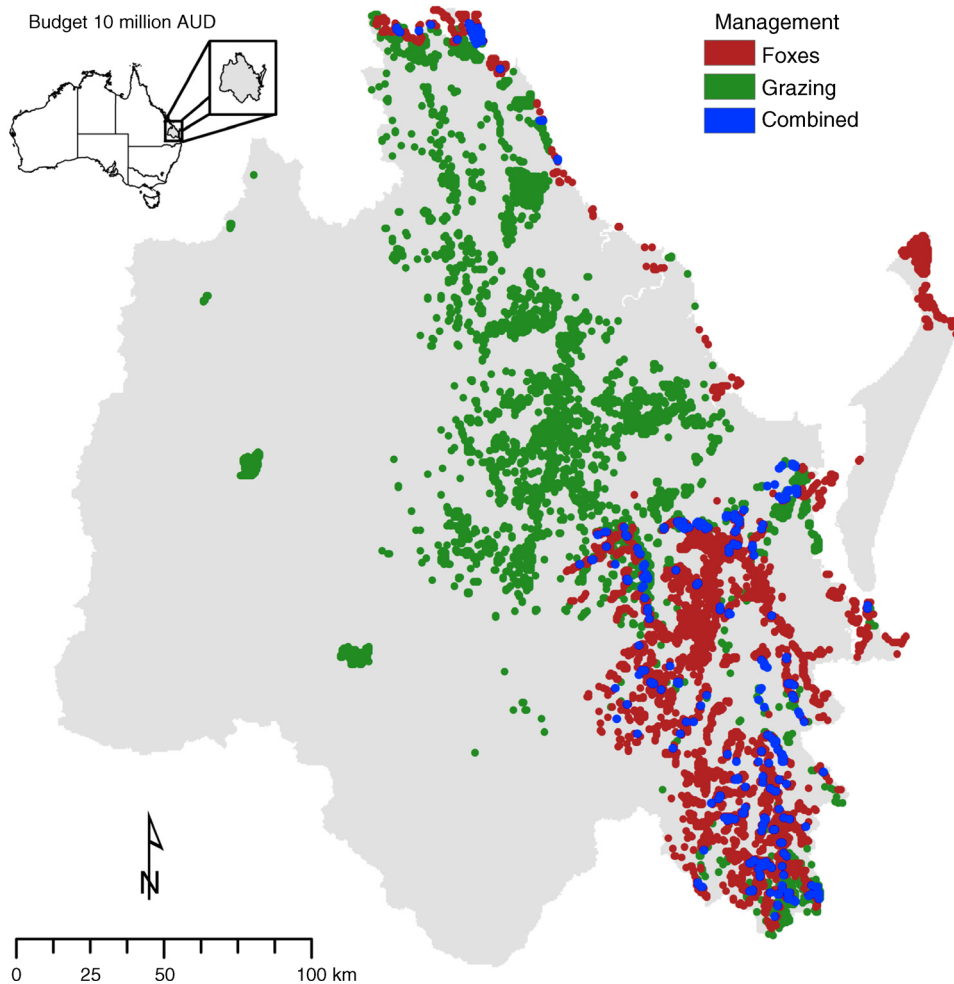 Budget 10 million AUD
Management
Foxes
Grazing
Combined
N
0 25 50 100 km